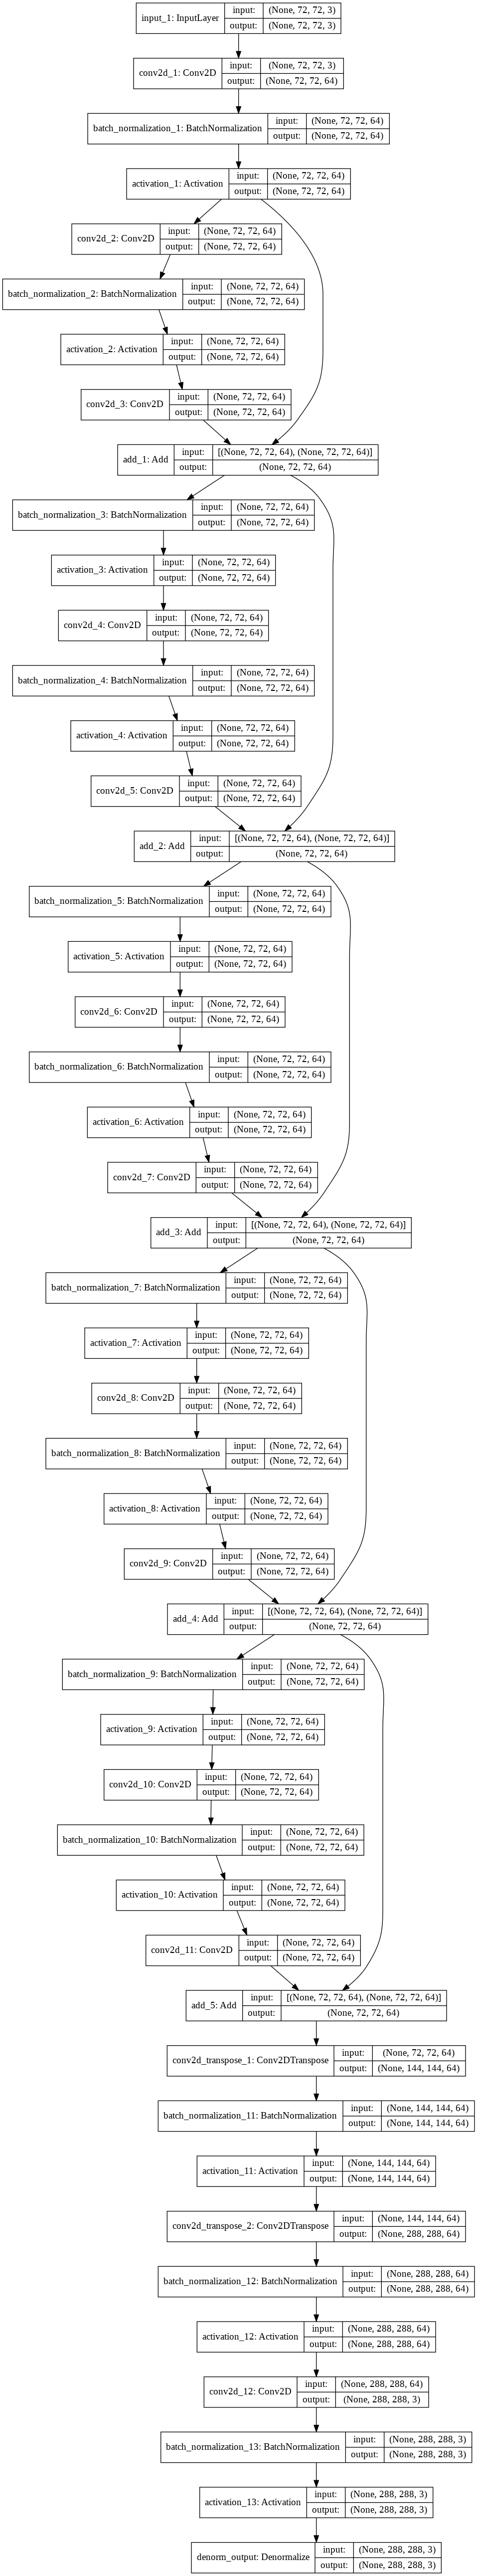 input_1: InputLayer
input: (None, 72, 72, 3)
output: (None, 72, 72, 3)
conv2d_1: Conv2D
input: (None, 72, 72, 3)
output: (None, 72, 72, 64)
batch_normalization_1: BatchNormalization
input: (None, 72, 72, 64)
output: (None, 72, 72, 64)
activation_1: Activation
input: (None, 72, 72, 64)
output: (None, 72, 72, 64)
conv2d_2: Conv2D
input: (None, 72, 72, 64)
output: (None, 72, 72, 64)
batch_normalization_2: BatchNormalization
input: (None, 72, 72, 64)
output: (None, 72, 72, 64)
activation_2: Activation
input: (None, 72, 72, 64)
output: (None, 72, 72, 64)
conv2d_3: Conv2D
input: (None, 72, 72, 64)
output: (None, 72, 72, 64)
add_1: Add
input: [(None, 72, 72, 64), (None, 72, 72, 64)]
output: (None, 72, 72, 64)
batch_normalization_3: BatchNormalization
input: (None, 72, 72, 64)
output: (None, 72, 72, 64)
activation_3: Activation
input: (None, 72, 72, 64)
output: (None, 72, 72, 64)
conv2d_4: Conv2D
input: (None, 72, 72, 64)
output: (None, 72, 72, 64)
batch_normalization_4: BatchNormalization
input: (None, 72, 72, 64)
output: (None, 72, 72, 64)
activation_4: Activation
input: (None, 72, 72, 64)
output: (None, 72, 72, 64)
conv2d_5: Conv2D
input: (None, 72, 72, 64)
output: (None, 72, 72, 64)
add_2: Add
input: [(None, 72, 72, 64), (None, 72, 72, 64)]
output: (None, 72, 72, 64)
batch_normalization_5: BatchNormalization
input: (None, 72, 72, 64)
output: (None, 72, 72, 64)
activation_5: Activation
input: (None, 72, 72, 64)
output: (None, 72, 72, 64)
conv2d_6: Conv2D
input: (None, 72, 72, 64)
output: (None, 72, 72, 64)
batch_normalization_6: BatchNormalization
input: (None, 72, 72, 64)
output: (None, 72, 72, 64)
activation_6: Activation
input: (None, 72, 72, 64)
output: (None, 72, 72, 64)
conv2d_7: Conv2D
input: (None, 72, 72, 64)
output: (None, 72, 72, 64)
add_3: Add
input: [(None, 72, 72, 64), (None, 72, 72, 64)]
output: (None, 72, 72, 64)
batch_normalization_7: BatchNormalization
input: (None, 72, 72, 64)
output: (None, 72, 72, 64)
activation_7: Activation
input: (None, 72, 72, 64)
output: (None, 72, 72, 64)
conv2d_8: Conv2D
input: (None, 72, 72, 64)
output: (None, 72, 72, 64)
batch_normalization_8: BatchNormalization
input: (None, 72, 72, 64)
output: (None, 72, 72, 64)
activation_8: Activation
input: (None, 72, 72, 64)
output: (None, 72, 72, 64)
conv2d_9: Conv2D
input: (None, 72, 72, 64)
output: (None, 72, 72, 64)
add_4: Add
input: [(None, 72, 72, 64), (None, 72, 72, 64)]
output: (None, 72, 72, 64)
batch_normalization_9: BatchNormalization
input: (None, 72, 72, 64)
output: (None, 72, 72, 64)
activation_9: Activation
input: (None, 72, 72, 64)
output: (None, 72, 72, 64)
conv2d_10: Conv2D
input: (None, 72, 72, 64)
output: (None, 72, 72, 64)
batch_normalization_10: BatchNormalization
input: (None, 72, 72, 64)
output: (None, 72, 72, 64)
activation_10: Activation
input: (None, 72, 72, 64)
output: (None, 72, 72, 64)
conv2d_11: Conv2D
input: (None, 72, 72, 64)
output: (None, 72, 72, 64)
add_5: Add
input: [(None, 72, 72, 64), (None, 72, 72, 64)]
output: (None, 72, 72, 64)
conv2d_transpose_1: Conv2DTranspose
input: (None, 72, 72, 64)
output: (None, 144, 144, 64)
batch_normalization_11: BatchNormalization
input: (None, 144, 144, 64)
output: (None, 144, 144, 64)
activation_11: Activation
input: (None, 144, 144, 64)
output: (None, 144, 144, 64)
conv2d_transpose_2: Conv2DTranspose
input: (None, 144, 144, 64)
output: (None, 288, 288, 64)
batch_normalization_12: BatchNormalization
input: (None, 288, 288, 64)
output: (None, 288, 288, 64)
activation_12: Activation
input: (None, 288, 288, 64)
output: (None, 288, 288, 64)
conv2d_12: Conv2D
input: (None, 288, 288, 64)
output: (None, 288, 288, 3)
batch_normalization_13: BatchNormalization
input: (None, 288, 288, 3)
output: (None, 288, 288, 3)
activation_13: Activation
input: (None, 288, 288, 3)
output: (None, 288, 288, 3)
denorm_output: Denormalize
input: (None, 288, 288, 3)
output: (None, 288, 288, 3)